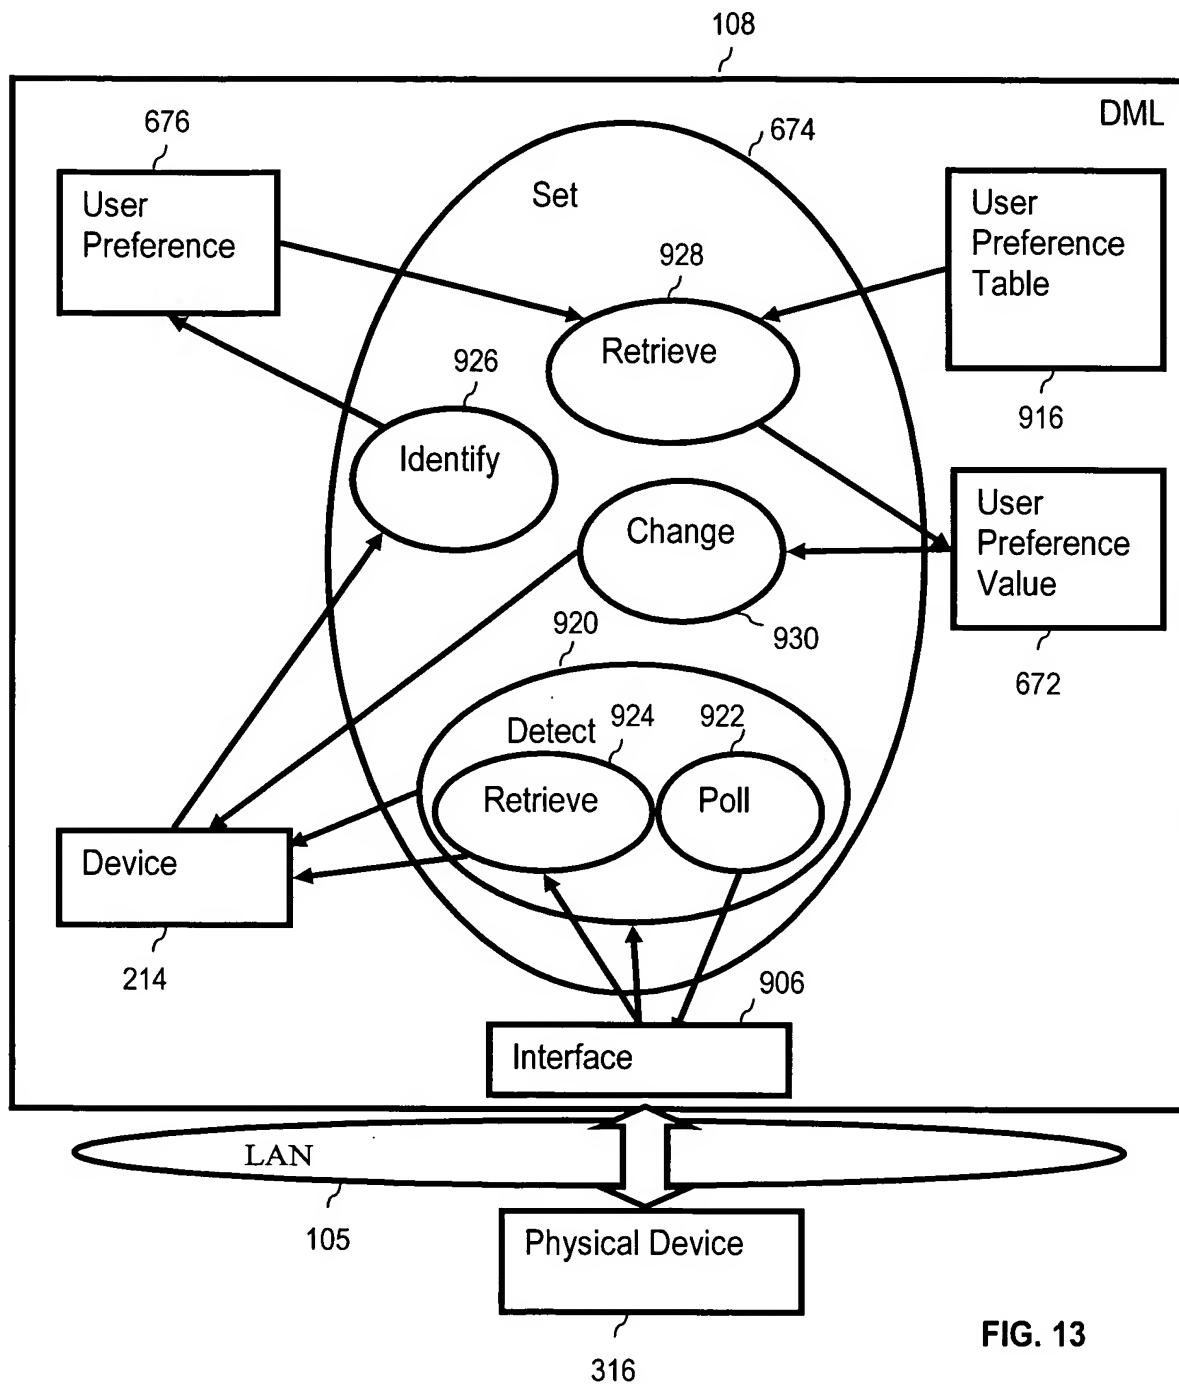 108
DML
676
674
User
Preference
Set
User
Preference
Table
928
Retrieve
926
Identify
916
Change
User
Preference
Value
930
920
672
Detect
924
922
Retrieve
Poll
Device
214
906
Interface
LAN
105
Physical Device
316
FIG. 13